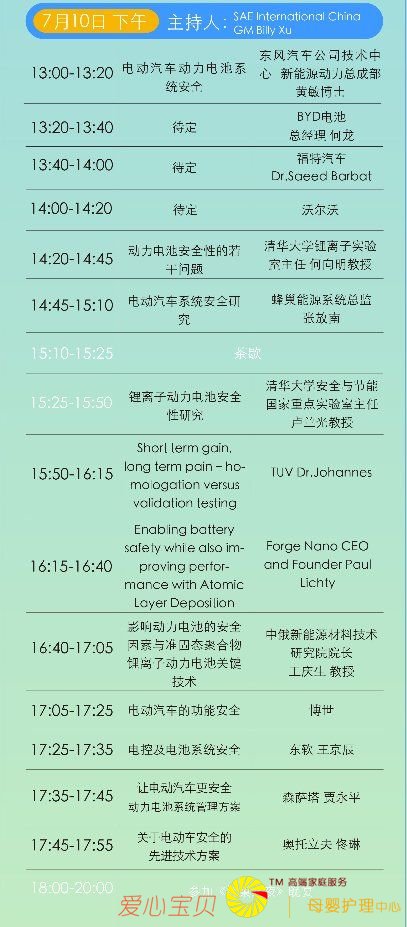 7月10日 下午
主持人：
SAE International China
GM Billy Xu
13:00-13:20
电动汽车动力电池系
统安全
东风汽车公司技术中
心 新能源动力总成部
黄敏博士
13:20-13:40
待定
BYD电池
总经理 何龙
13:40-14:00
待定
福特汽车
Dr.Saeed Barbat
14:00-14:20
待定
沃尔沃
14:20-14:45
动力电池安全性的若
干问题
清华大学锂离子实验
室主任 何向明教授
14:45-15:10
电动汽车系统安全研
究
蜂巢能源系统总监
张放南
15:10-15:25
茶歇
15:25-15:50
锂离子动力电池安全
性研究
清华大学安全与节能
国家重点实验室主任
卢兰光教授
15:50-16:15
Short term gain,
long term pain – ho-
mologation versus
validation testing
TUV Dr.Johannes
16:15-16:40
Enabling battery
safety while also im-
proving perfor-
mance with Atomic
Layer Deposition
Forge Nano CEO
and Founder Paul
Lichty
16:40-17:05
影响动力电池的安全
因素与准固态聚合物
锂离子动力电池关键
技术
中俄新能源材料技术
研究院院长
王庆生 教授
17:05-17:25
电动汽车的功能安全
博世
17:25-17:35
电控及电池系统安全
东软 王京辰
17:35-17:45
让电动汽车更安全
动力电池系统管理方案
森萨塔 贾永平
17:45-17:55
关于电动车安全的
先进技术方案
奥托立夫 佟琳
18:00-20:00
爱心宝贝
TM 高端家庭服务
母婴护理中心